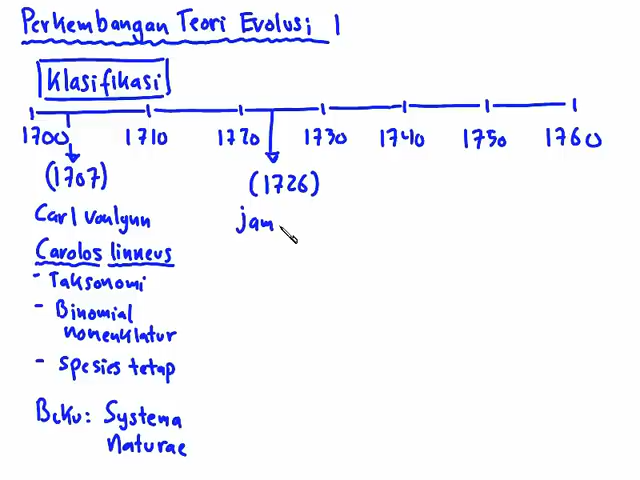 Perkembangan Teori Evolusi 1
Klasifikasi
1700 1710 1720 1730 1740 1750 1760
(1707) (1726)
Carl Vonlynn
jam
Carolos linneus
- Taksonomi
- Binomial
nomenklatur
- Spesies tetap
Buku: Systema
Naturae